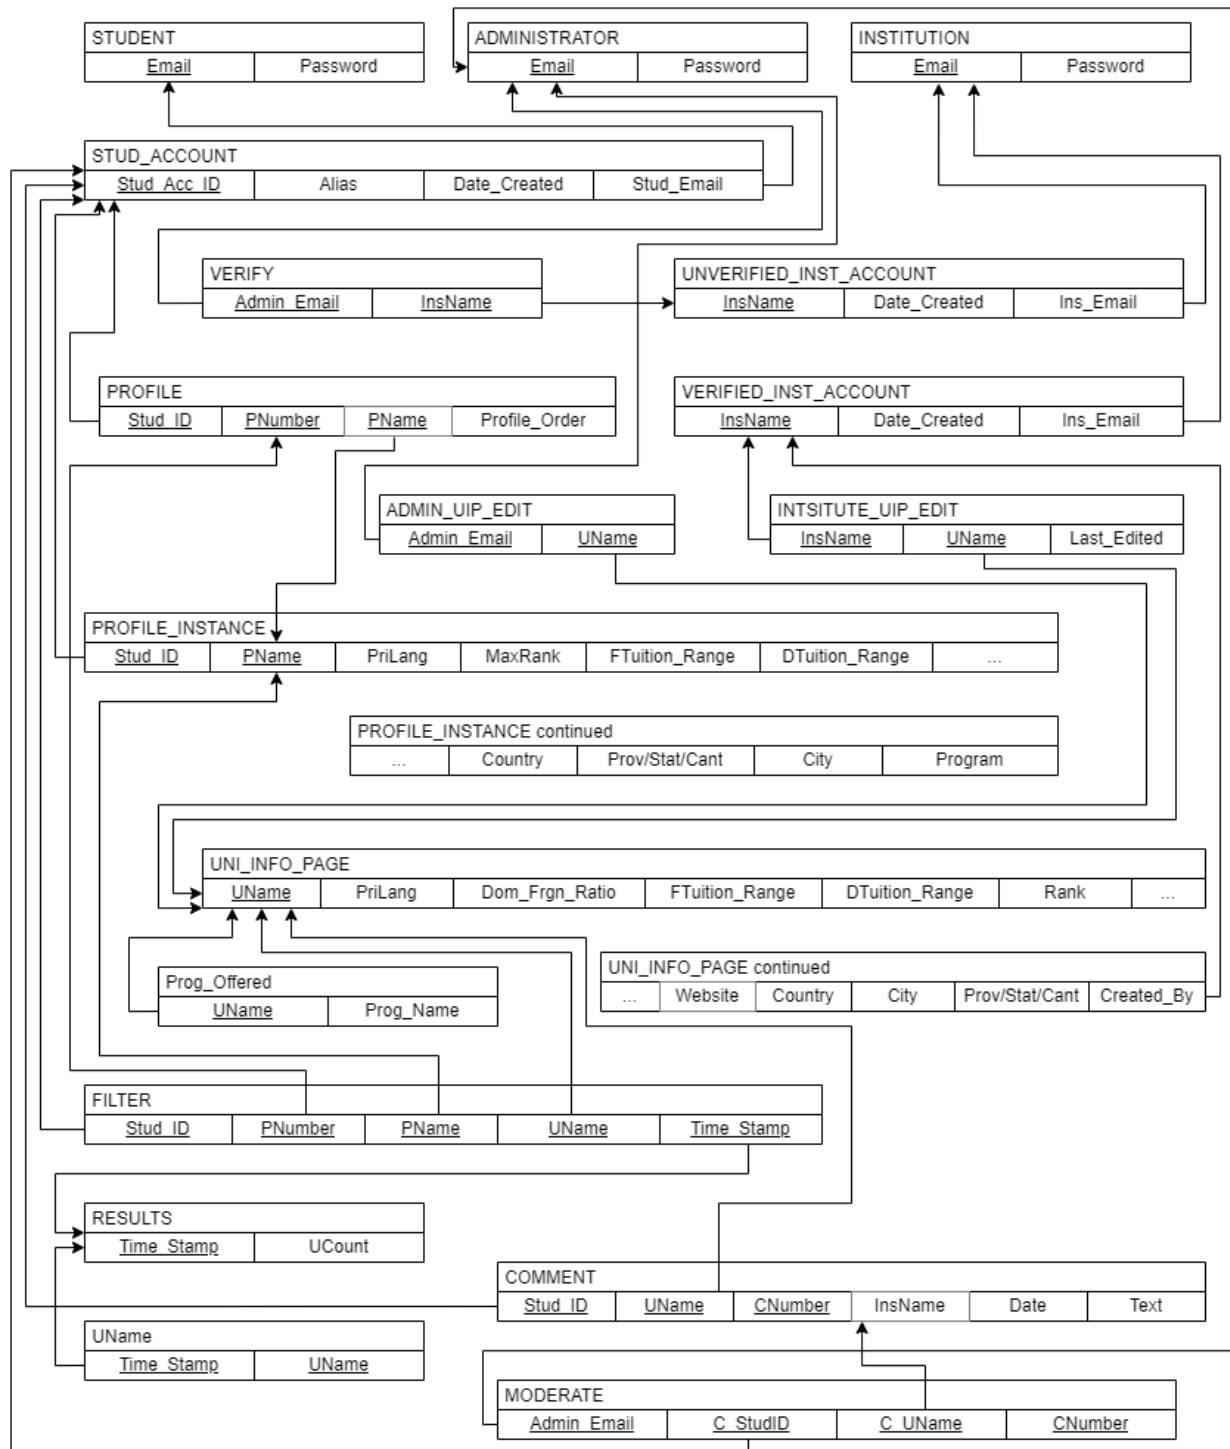 STUDENT
Email Password
ADMINISTRATOR
Email Password
INSTITUTION
Email Password
STUD_ACCOUNT
Stud_Acc_ID Alias Date_Created Stud_Email
VERIFY
Admin_Email InsName
UNVERIFIED_INST_ACCOUNT
InsName Date_Created Ins_Email
PROFILE
Stud_ID PNumber PName Profile_Order
VERIFIED_INST_ACCOUNT
InsName Date_Created Ins_Email
ADMIN_UIP_EDIT
Admin_Email UName
INTSITUTE_UIP_EDIT
InsName UName Last_Edited
PROFILE_INSTANCE
Stud_ID PName PriLang MaxRank FTuition_Range DTuition_Range ...
PROFILE_INSTANCE continued
... Country Prov/Stat/Cant City Program
UNI_INFO_PAGE
UName PriLang Dom_Frgn_Ratio FTuition_Range DTuition_Range Rank ...
UNI_INFO_PAGE continued
... Website Country City Prov/Stat/Cant Created_By
Prog_Offered
UName Prog_Name
FILTER
Stud_ID PNumber PName UName Time_Stamp
RESULTS
Time_Stamp UCount
COMMENT
Stud_ID UName CNumber InsName Date Text
UName
Time_Stamp UName
MODERATE
Admin_Email C_StudID C_UName CNumber